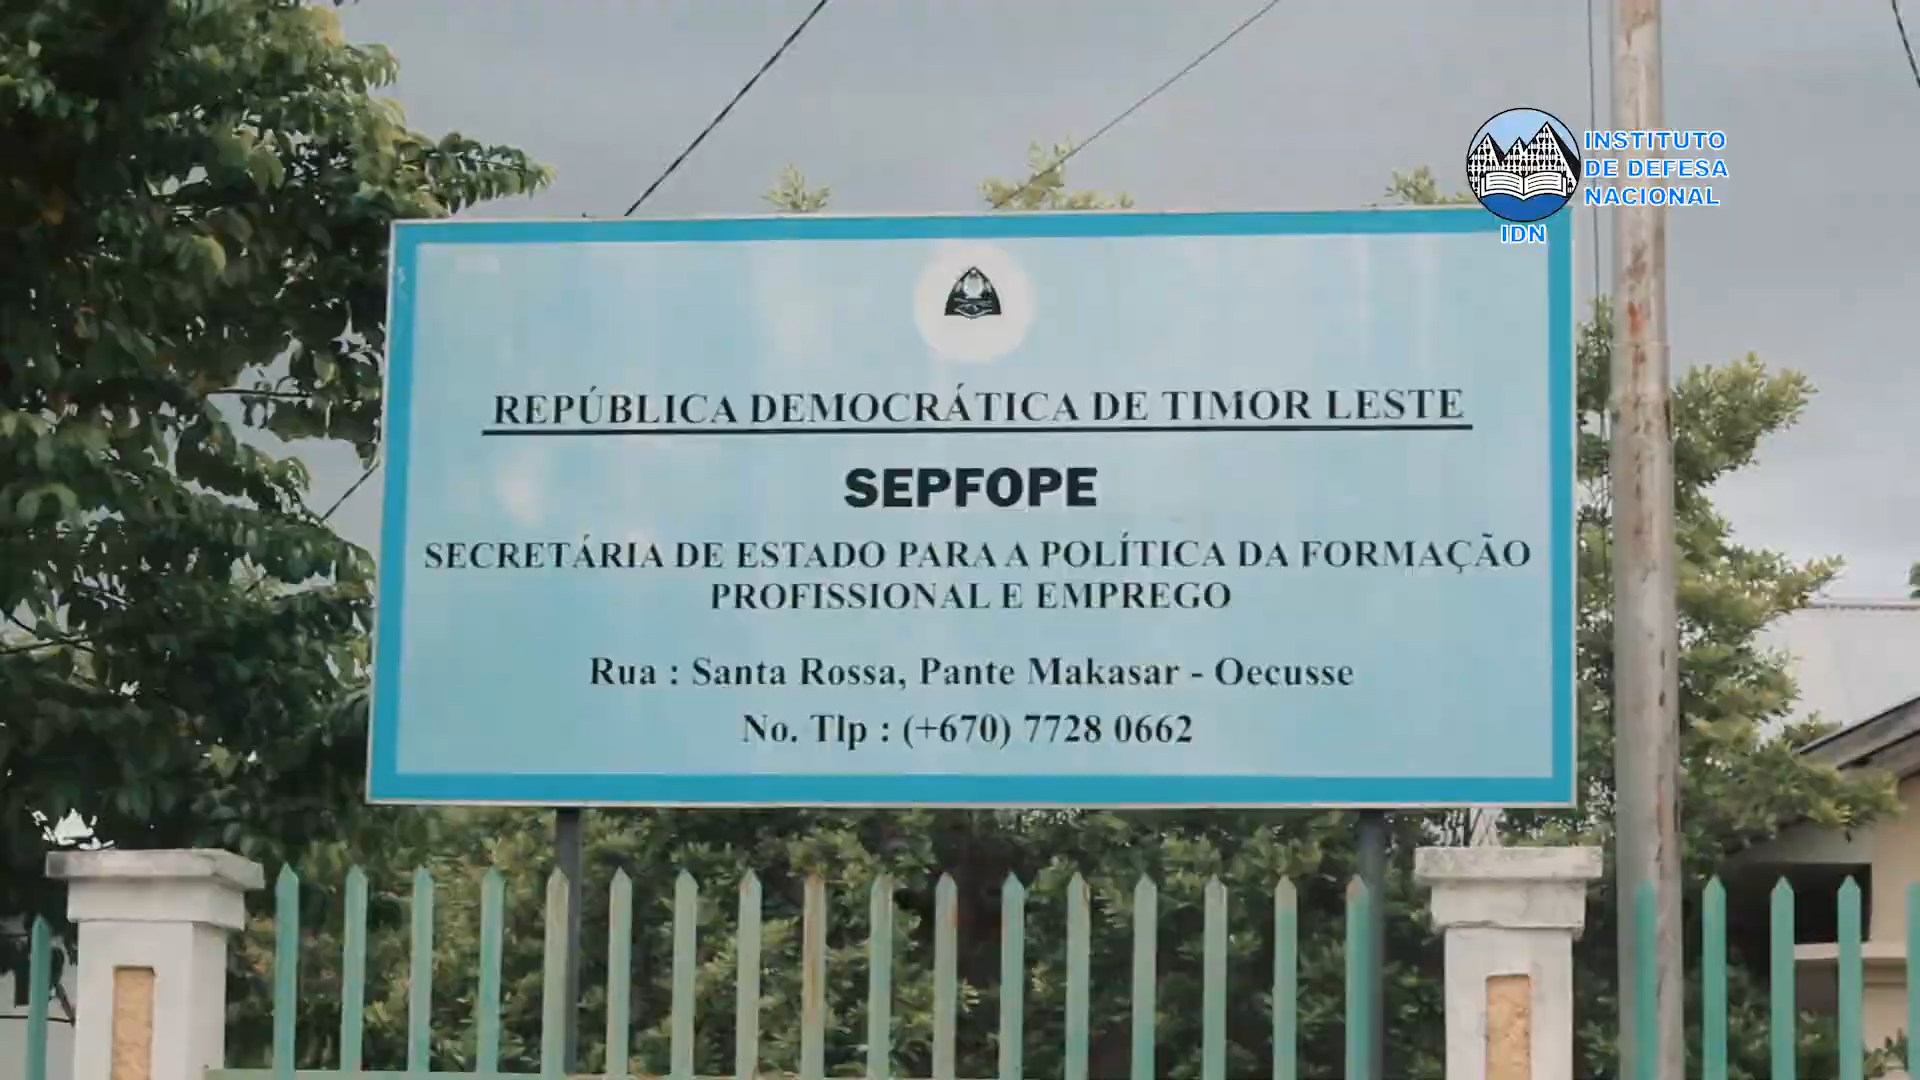 INSTITUTO
DE DEFESA
NACIONAL
IDN
REPÚBLICA DEMOCRÁTICA DE TIMOR LESTE
SEPFOPE
SECRETÁRIA DE ESTADO PARA A POLÍTICA DA FORMAÇÃO
PROFISSIONAL E EMPREGO
Rua : Santa Rossa, Pante Makasar - Oecusse
No. Tlp : (+670) 7728 0662